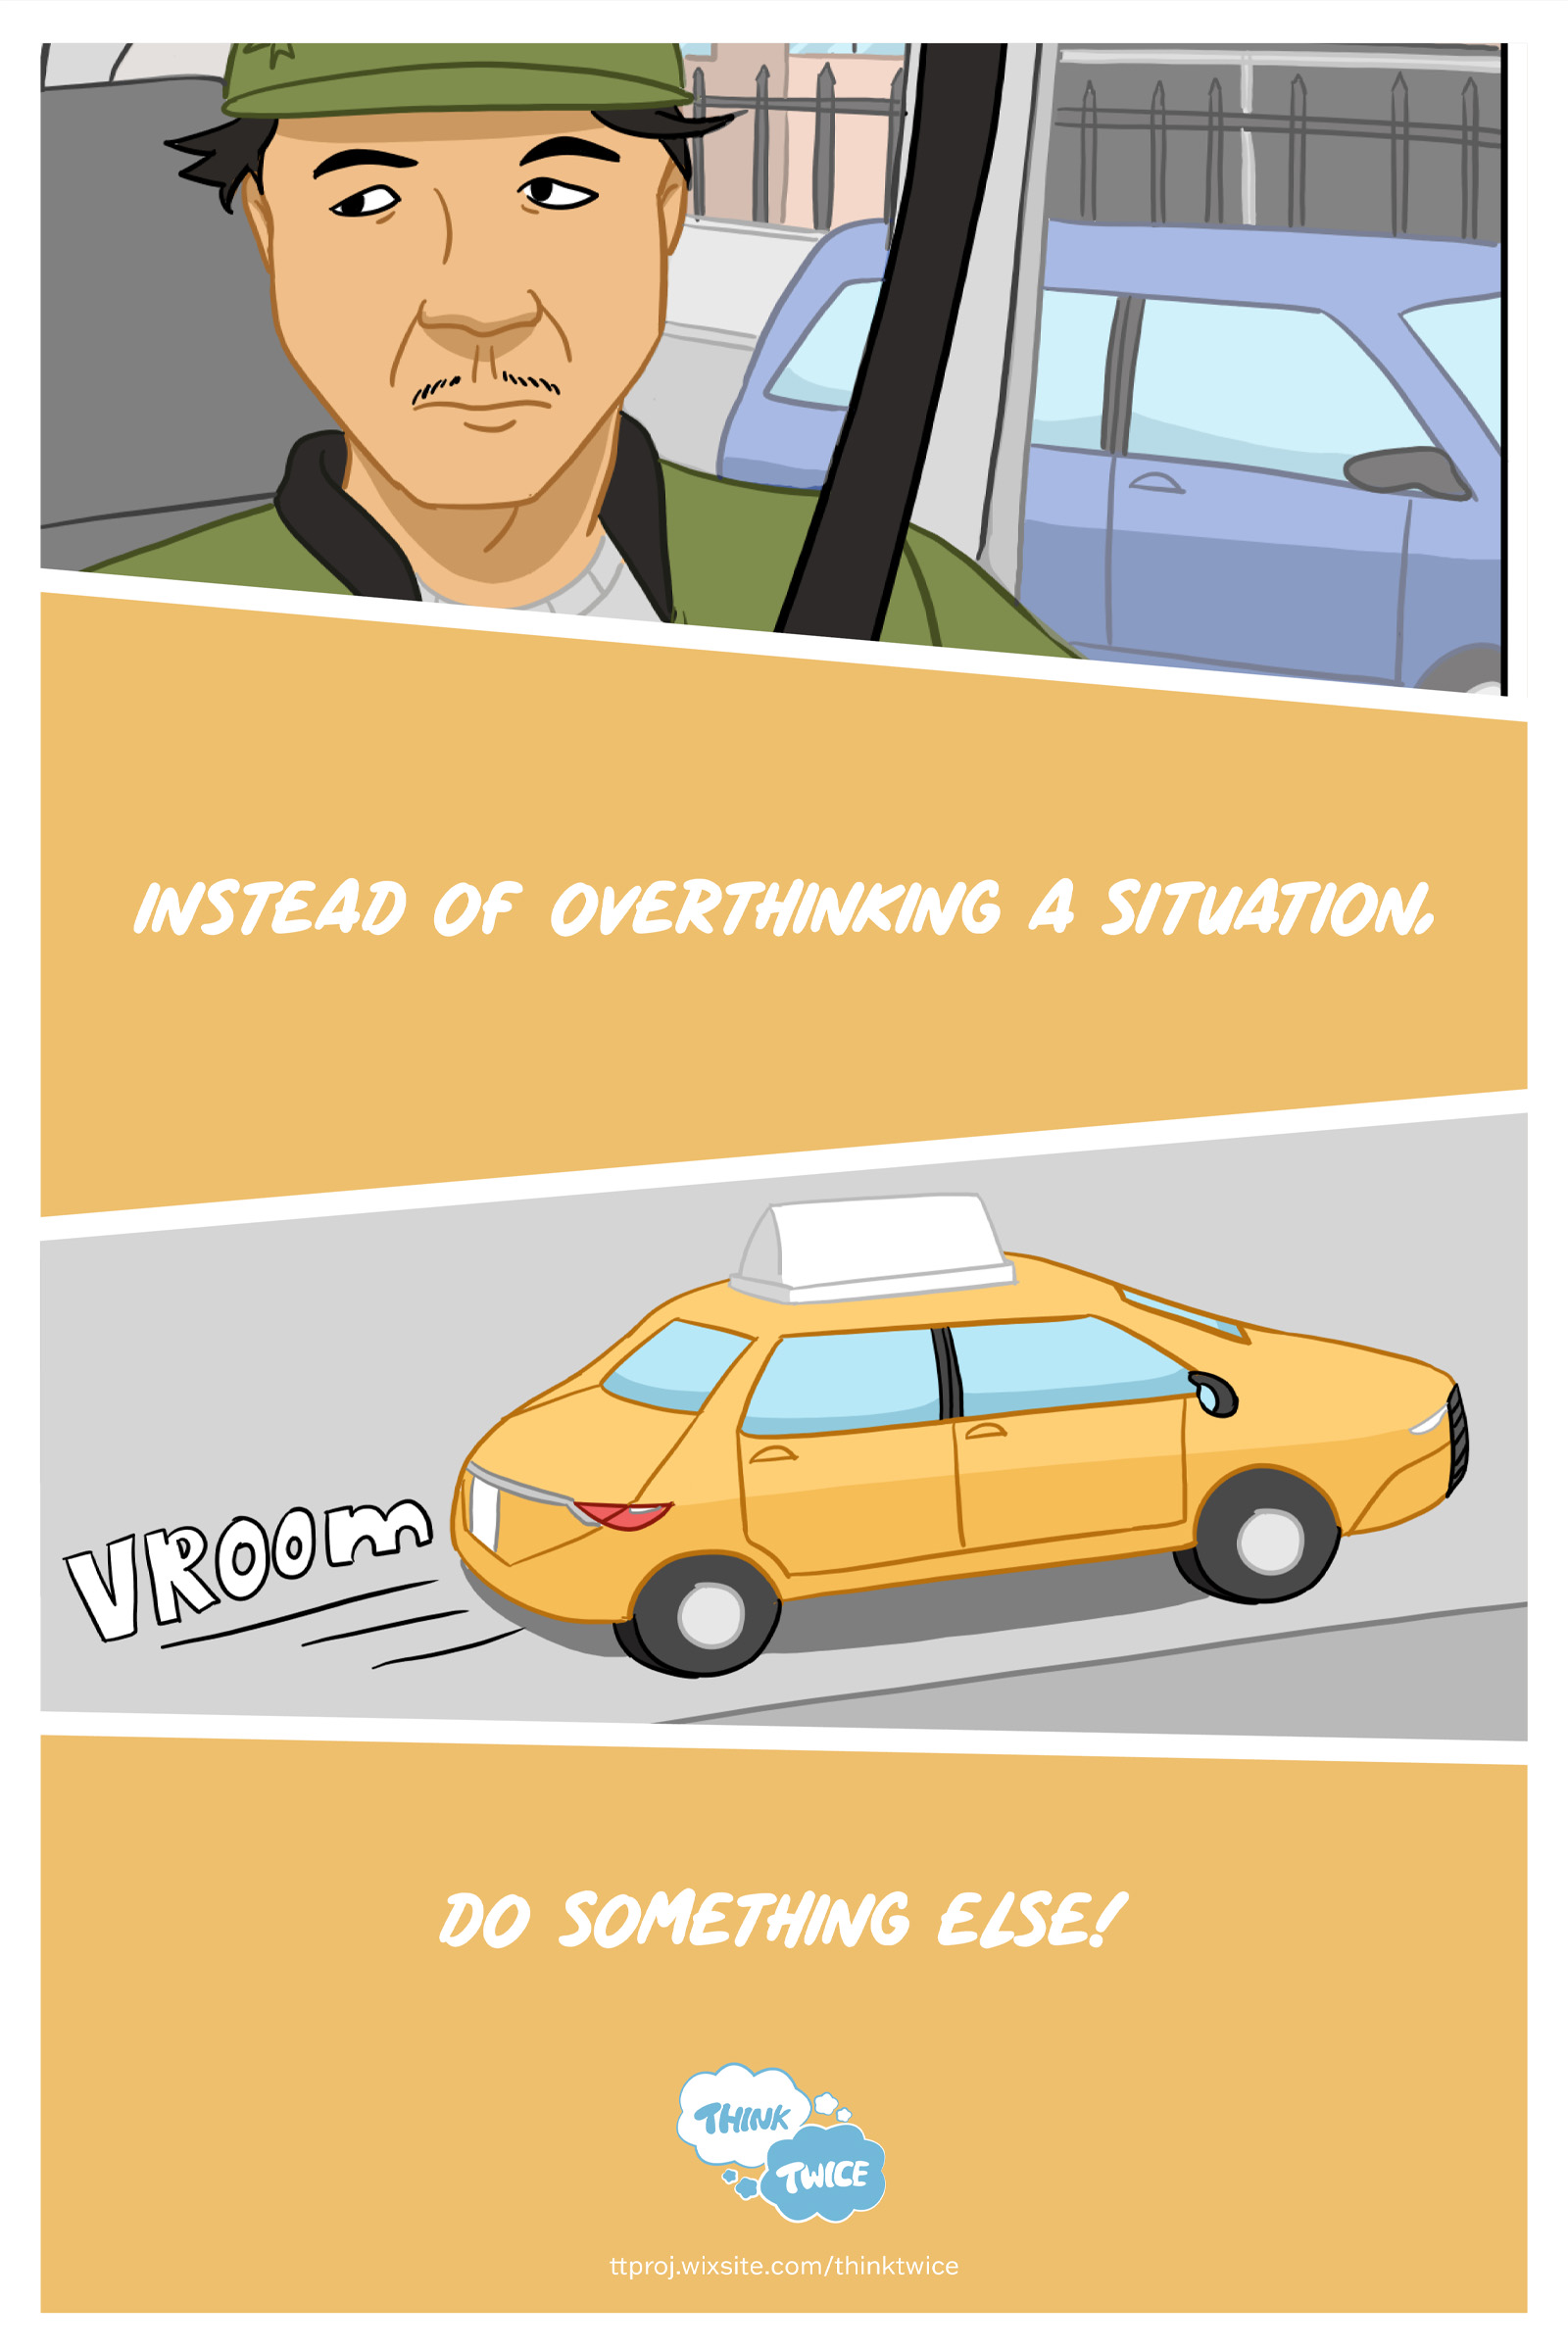 INSTEAD OF OVERTHINKING A SITUATION,
VROOM
DO SOMETHING ELSE!
THINK
TWICE
ttproj.wixsite.com/thinktwice